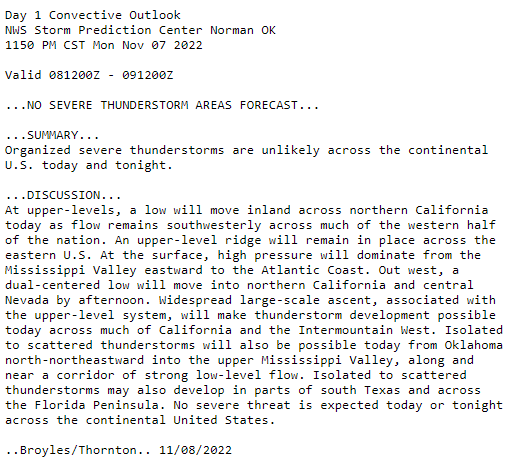 Day 1 Convective Outlook
NWS Storm Prediction Center Norman OK
1150 PM CST Mon Nov 07 2022
Valid 081200Z - 091200Z
...NO SEVERE THUNDERSTORM AREAS FORECAST...
...SUMMARY...
Organized severe thunderstorms are unlikely across the continental
U.S. today and tonight.
...DISCUSSION...
At upper-levels, a low will move inland across northern California
today as flow remains southwesterly across much of the western half
of the nation. An upper-level ridge will remain in place across the
eastern U.S. At the surface, high pressure will dominate from the
Mississippi Valley eastward to the Atlantic Coast. Out west, a
dual-centered low will move into northern California and central
Nevada by afternoon. Widespread large-scale ascent, associated with
the upper-level system, will make thunderstorm development possible
today across much of California and the Intermountain West. Isolated
to scattered thunderstorms will also be possible today from Oklahoma
north-northeastward into the upper Mississippi Valley, along and
near a corridor of strong low-level flow. Isolated to scattered
thunderstorms may also develop in parts of south Texas and across
the Florida Peninsula. No severe threat is expected today or tonight
across the continental United States.
..Broyles/Thornton.. 11/08/2022